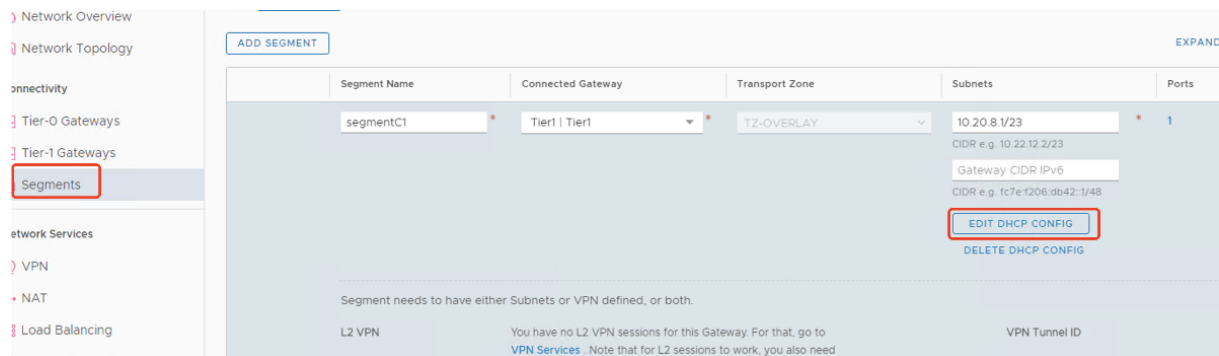 Network Overview
Network Topology
onnectivity
Tier-0 Gateways
Tier-1 Gateways
Segments
etwork Services
VPN
NAT
Load Balancing
ADD SEGMENT
EXPAND
Segment Name Connected Gateway Transport Zone Subnets Ports
segmentC1 * Tier1 | Tier1 * TZ-OVERLAY 10.20.8.1/23 * 1
CIDR e.g. 10.22.12.2/23
Gateway CIDR IPv6
CIDR e.g. fc7e:f206:db42::1/48
EDIT DHCP CONFIG
DELETE DHCP CONFIG
Segment needs to have either Subnets or VPN defined, or both.
L2 VPN You have no L2 VPN sessions for this Gateway. For that, go to VPN Tunnel ID
VPN Services . Note that for L2 sessions to work, you also need